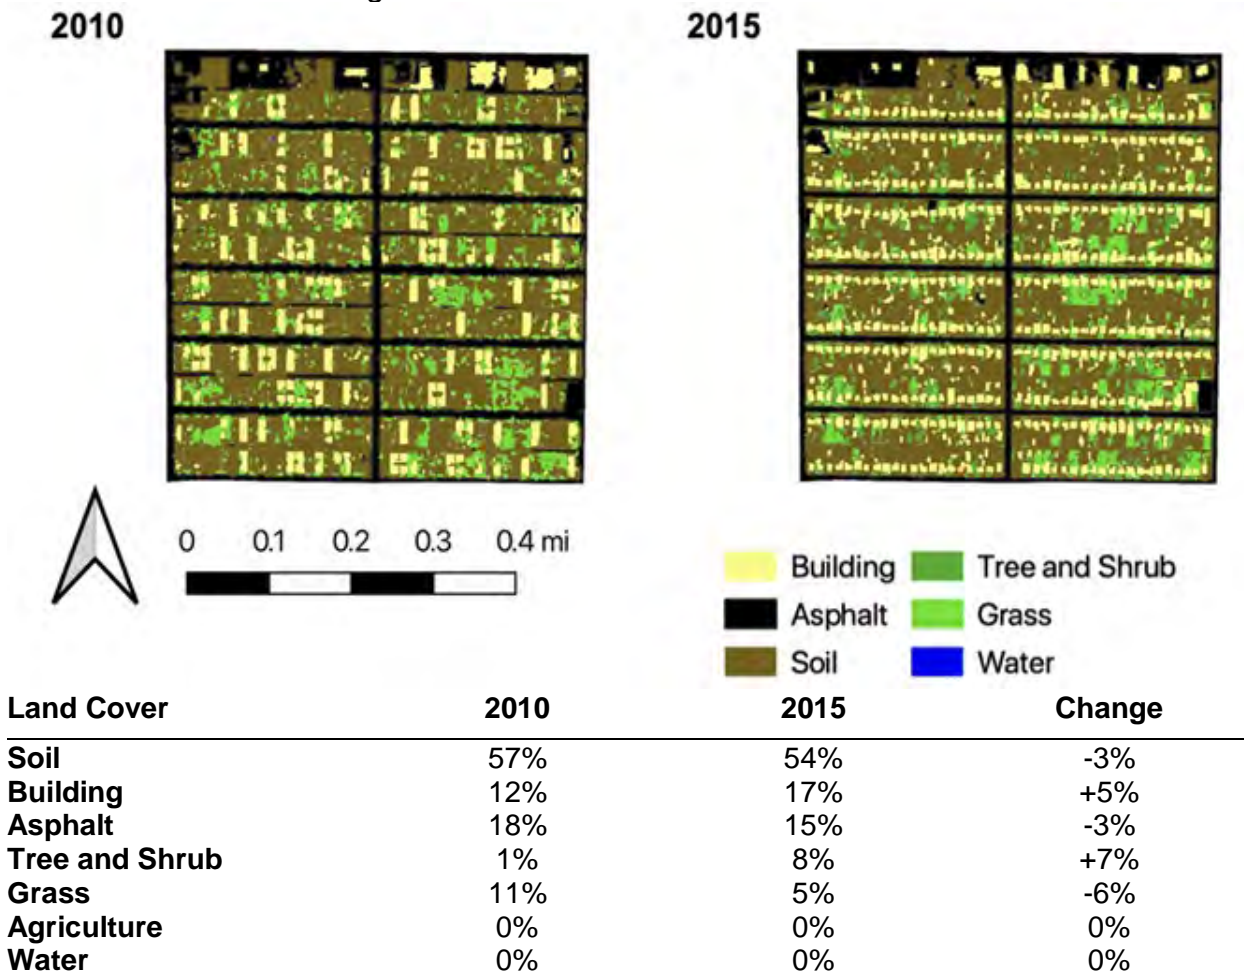 2010 2015
0 0.1 0.2 0.3 0.4 mi
Building Tree and Shrub
Asphalt Grass
Soil Water
Land Cover 2010 2015 Change
Soil 57% 54% -3%
Building 12% 17% +5%
Asphalt 18% 15% -3%
Tree and Shrub 1% 8% +7%
Grass 11% 5% -6%
Agriculture 0% 0% 0%
Water 0% 0% 0%